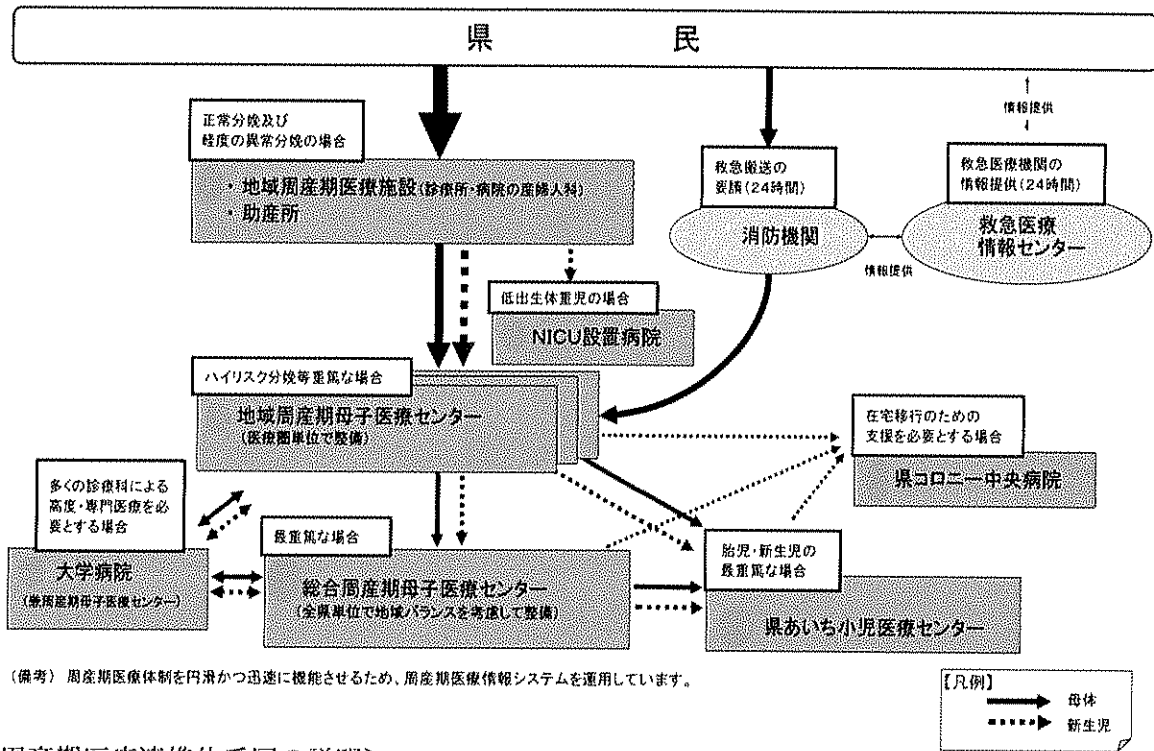 県 民
情報提供
正常分娩及び
軽度の異常分娩の場合
・地域周産期医療施設(診療所・病院の産婦人科)
・助産所
救急搬送の
要請(24時間)
消防機関
救急医療機関の
情報提供(24時間)
救急医療
情報センター
情報提供
低出生体重児の場合
NICU設置病院
ハイリスク分娩等重篤な場合
地域周産期母子医療センター
(医療圏単位で整備)
在宅移行のための
支援を必要とする場合
県コロニー中央病院
多くの診療科による
高度・専門医療を必
要とする場合
大学病院
(兼周産期母子医療センター)
最重篤な場合
総合周産期母子医療センター
(全県単位で地域バランスを考慮して整備)
胎児・新生児の
最重篤な場合
県あいち小児医療センター
(備考) 周産期医療体制を円滑かつ迅速に機能させるため、周産期医療情報システムを運用しています。
【凡例】
母体
新生児